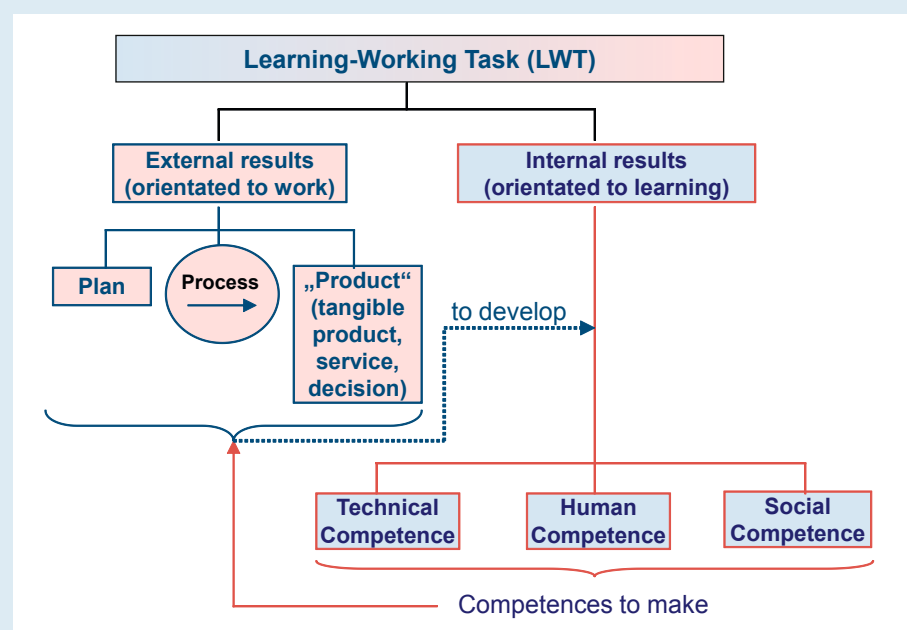 Learning-Working Task (LWT)
External results
(orientated to work)
Internal results
(orientated to learning)
Plan
Process
„Product“
(tangible
product,
service,
decision)
to develop
Technical
Competence
Human
Competence
Social
Competence
Competences to make